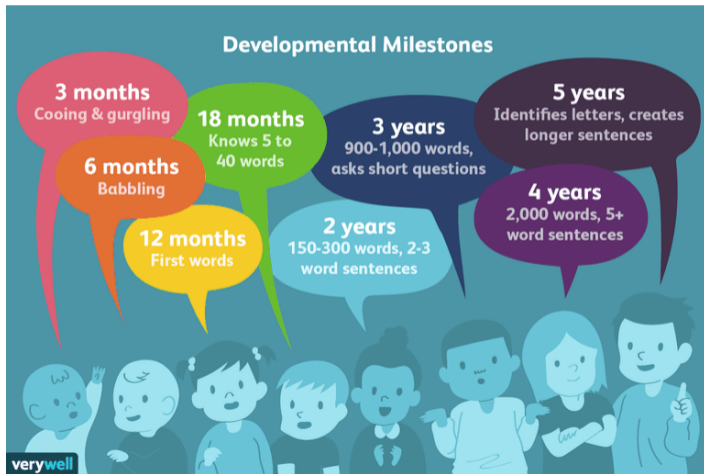 Developmental Milestones
3 months
Cooing & gurgling
6 months
Babbling
12 months
First words
18 months
Knows 5 to
40 words
2 years
150-300 words, 2-3
word sentences
3 years
900-1,000 words,
asks short questions
4 years
2,000 words, 5+
word sentences
5 years
Identifies letters, creates
longer sentences
verywell